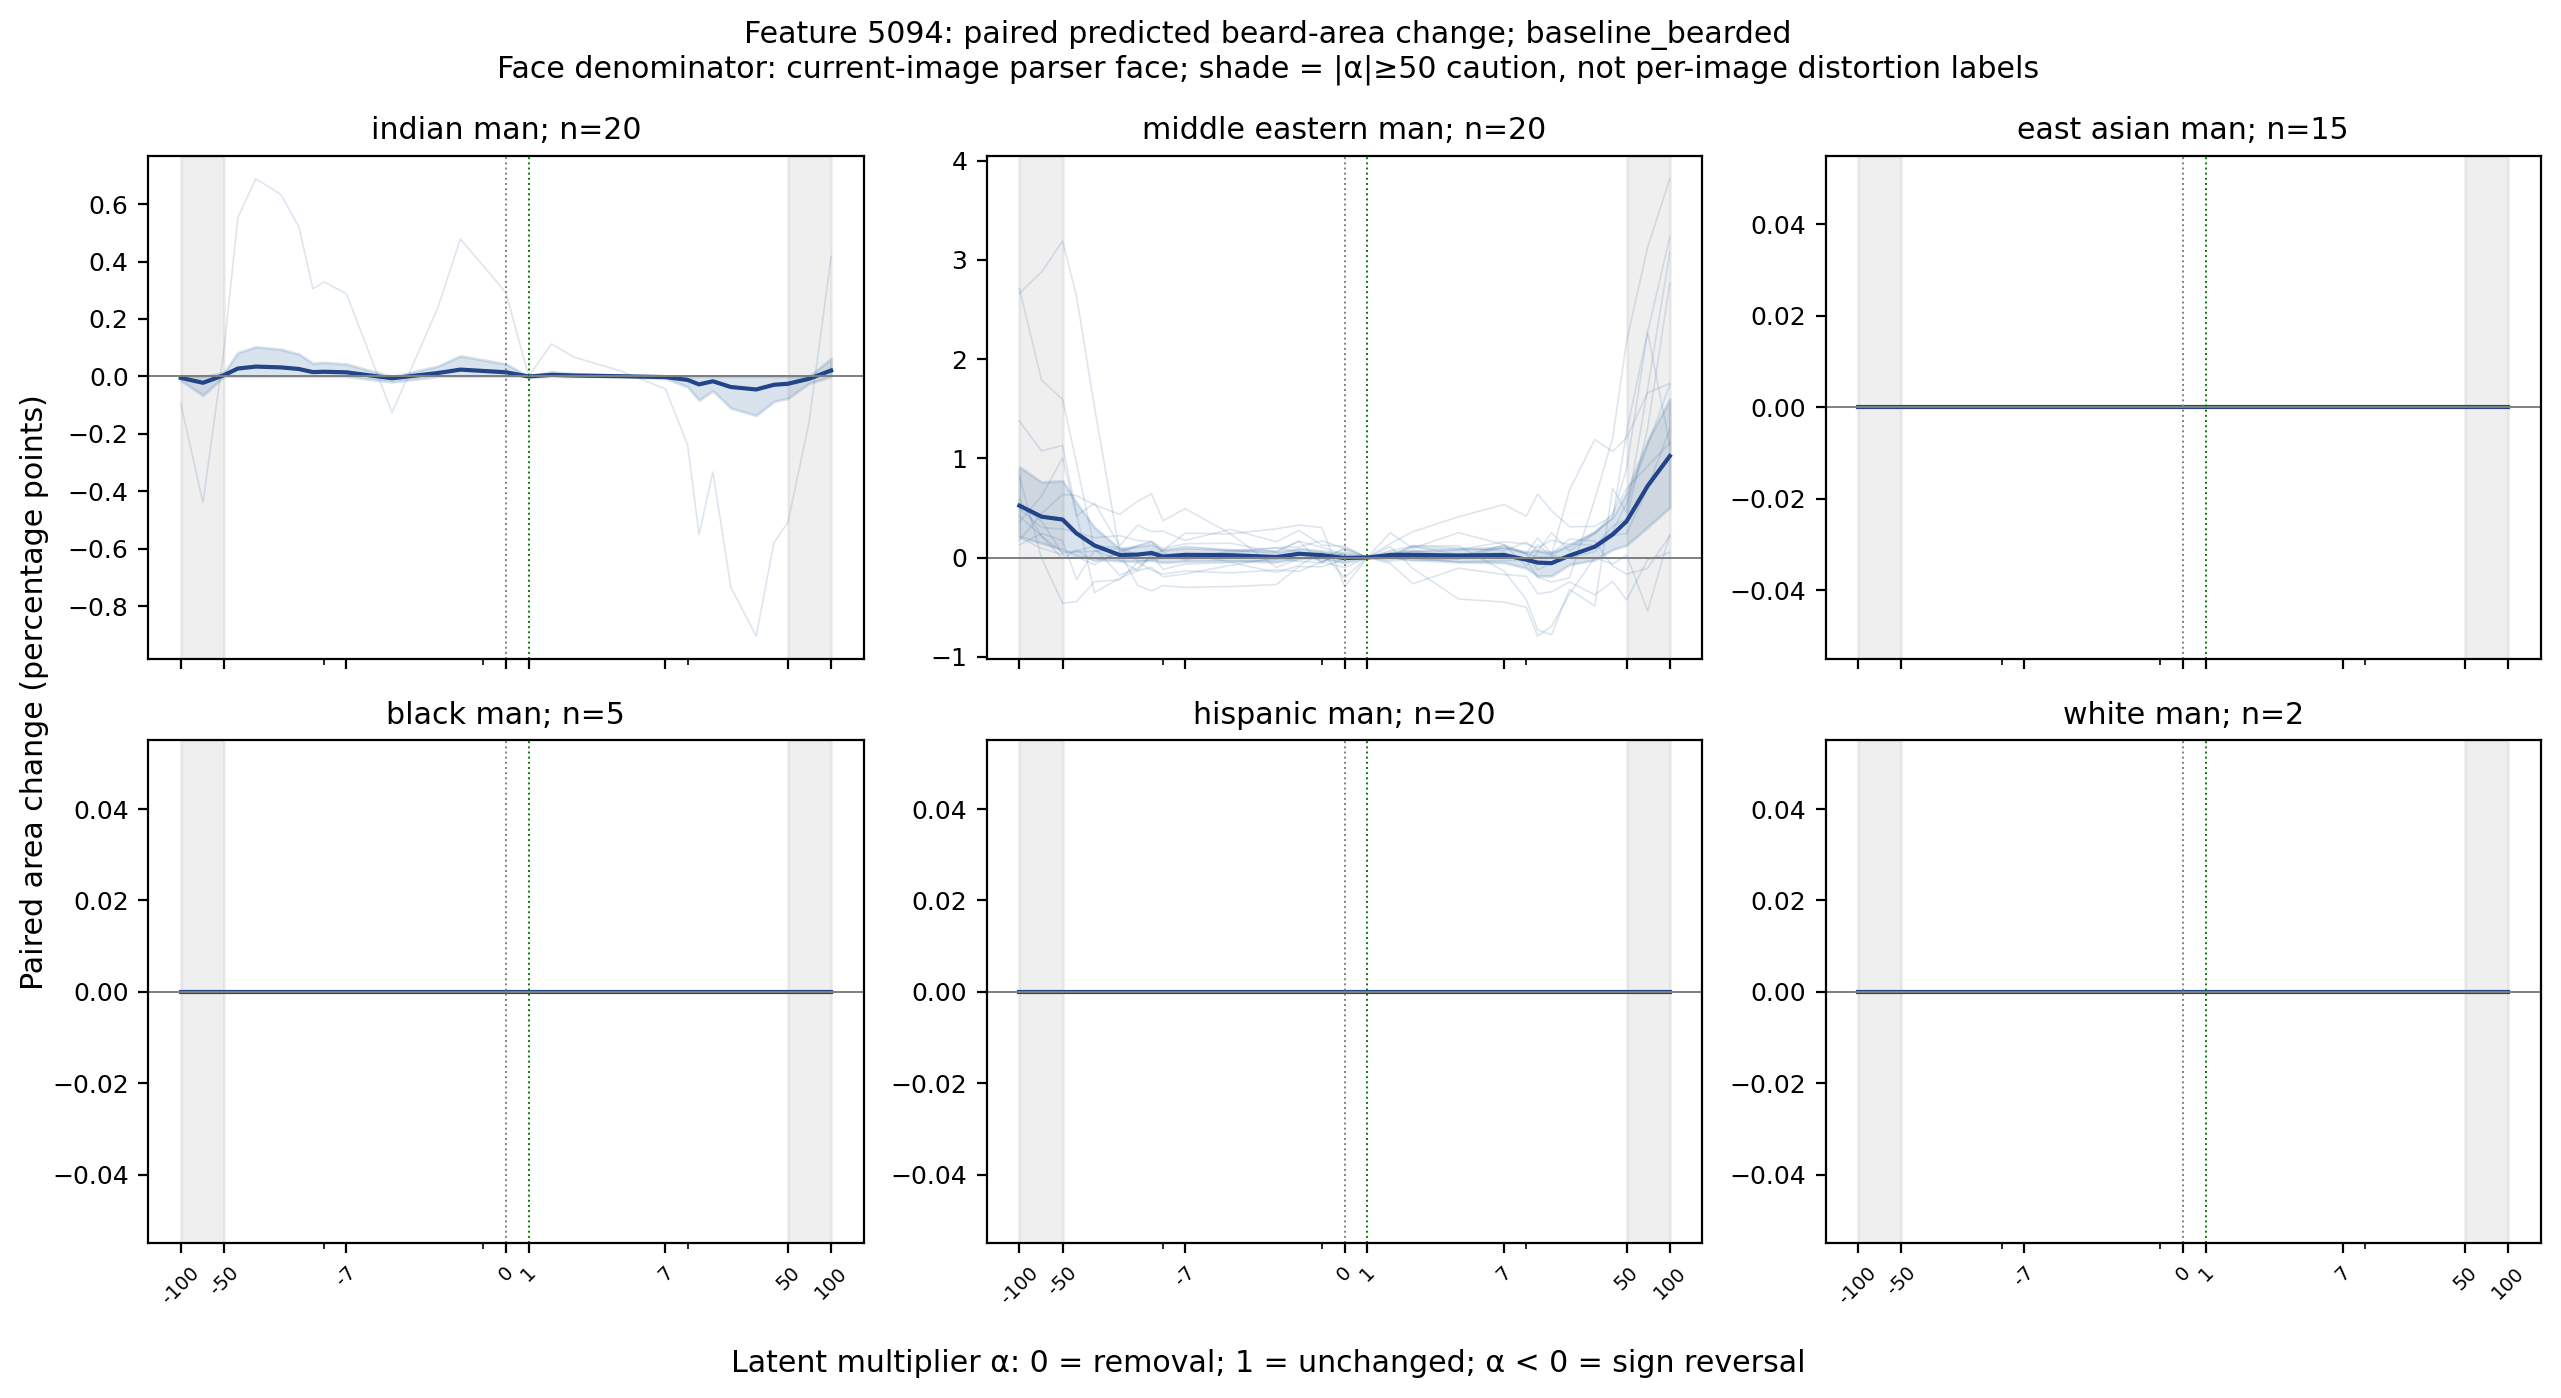 Feature 5094: paired predicted beard-area change; baseline_bearded
Face denominator: current-image parser face; shade = |α|≥50 caution, not per-image distortion labels
Paired area change (percentage points)
indian man; n=20
0.6
0.4
0.2
0.0
−0.2
−0.4
−0.6
−0.8
middle eastern man; n=20
4
3
2
1
0
−1
east asian man; n=15
0.04
0.02
0.00
−0.02
−0.04
black man; n=5
0.04
0.02
0.00
−0.02
−0.04
-100 -50 -7 0 1 7 50 100
hispanic man; n=20
0.04
0.02
0.00
−0.02
−0.04
-100 -50 -7 0 1 7 50 100
white man; n=2
0.04
0.02
0.00
−0.02
−0.04
-100 -50 -7 0 1 7 50 100
Latent multiplier α: 0 = removal; 1 = unchanged; α < 0 = sign reversal